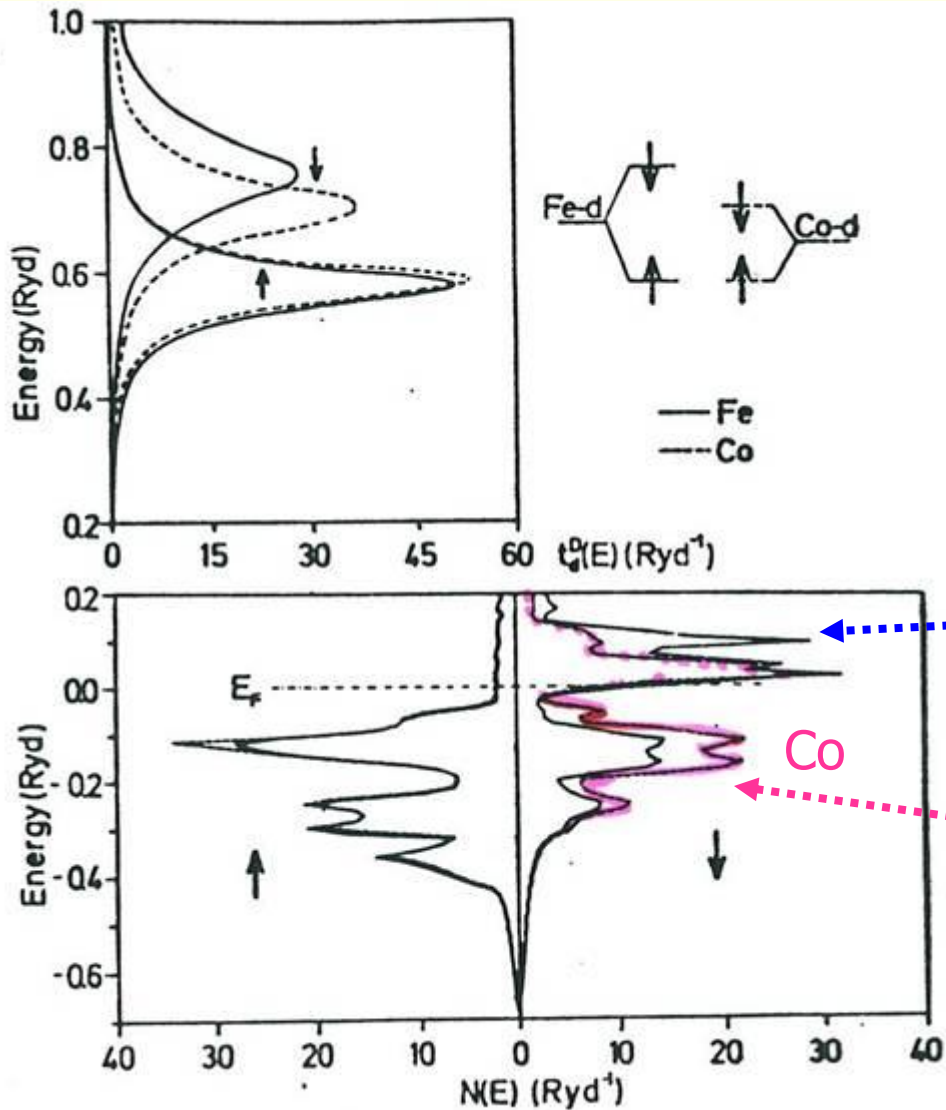 1.0
0.8
0.6
0.4
0.2
Energy (Ryd)
0 15 30 45 60 t_d^D(E) (Ryd⁻¹)
Fe-d
Co-d
Fe
Co
0.2
0.0
-0.2
-0.4
-0.6
Energy (Ryd)
E_F
Co
40 30 20 10 0 10 20 30 40
N(E) (Ryd⁻¹)